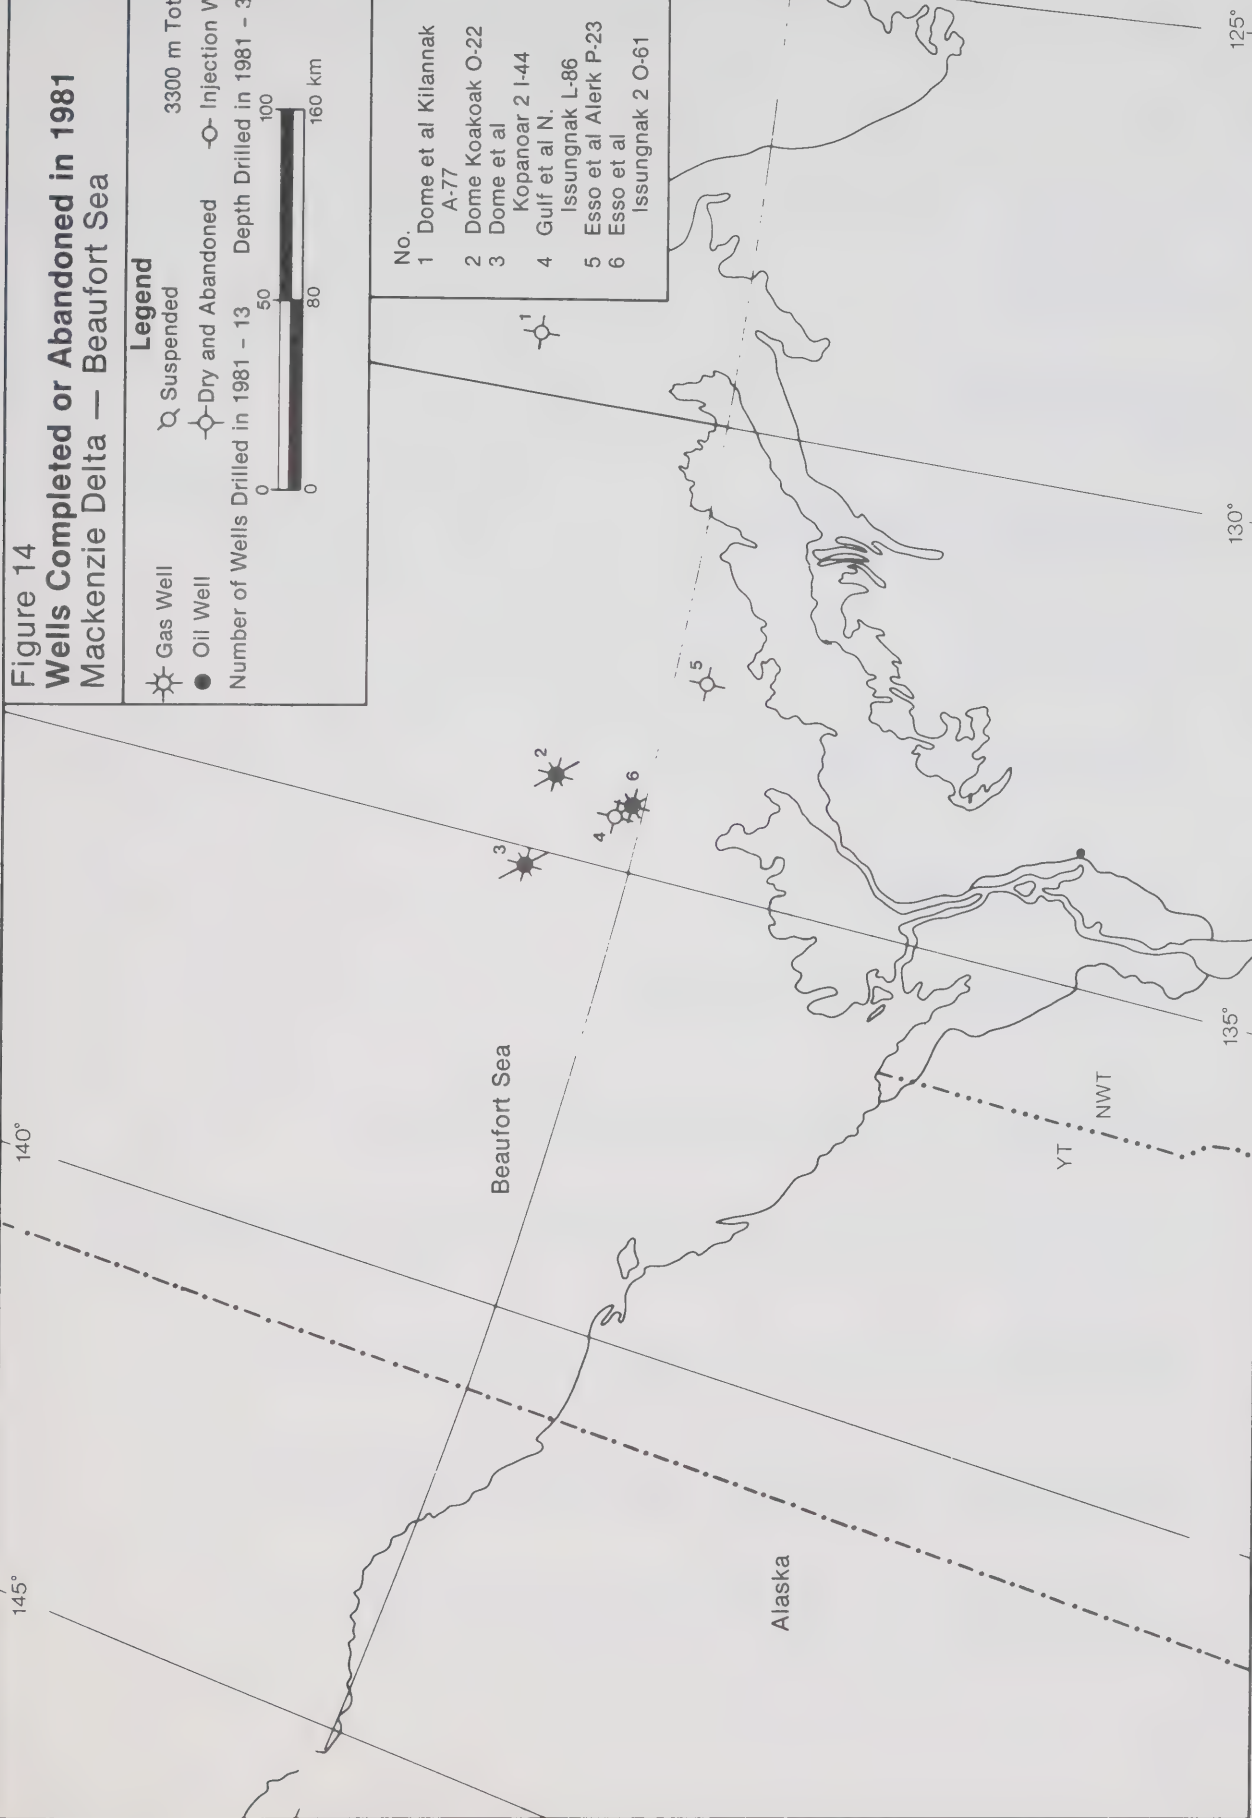 Figure 14
Wells Completed or Abandoned in 1981
Mackenzie Delta — Beaufort Sea
Legend
Gas Well Suspended 3300 m Tot
Oil Well Dry and Abandoned Injection W
Number of Wells Drilled in 1981 - 13 Depth Drilled in 1981 - 3
0 50 100
0 80 160 km
No.
1 Dome et al Kilannak
A-77
2 Dome Koakoak O-22
3 Dome et al
Kopanoar 2 I-44
4 Gulf et al N.
Issungnak L-86
5 Esso et al Alerk P-23
6 Esso et al
Issungnak 2 O-61
145°
140°
1
2
3
4
6
5
Beaufort Sea
Alaska
YT
NWT
135°
130°
125°